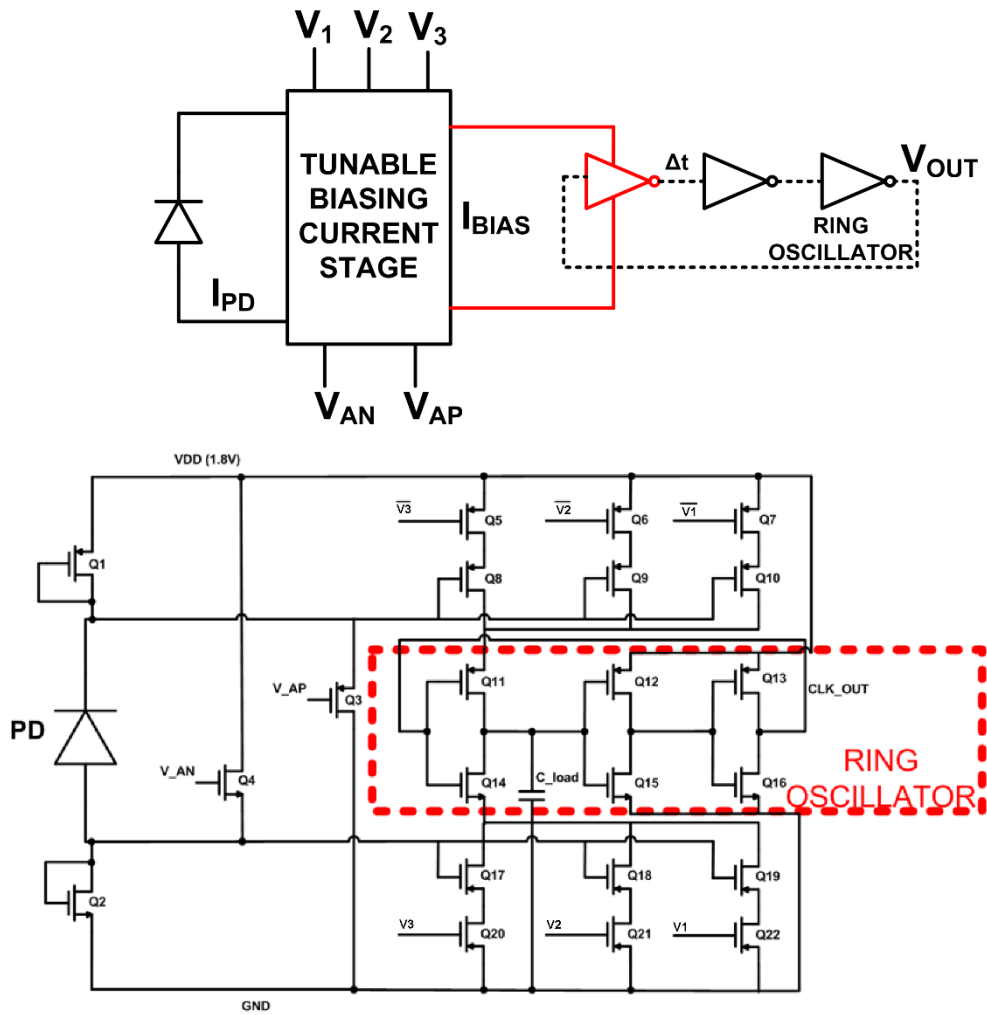 V1 V2 V3
TUNABLE
BIASING
CURRENT
STAGE
IBIAS
IPD
Δt
VOUT
RING
OSCILLATOR
VAN VAP
VDD (1.8V)
V3 V2 V1
Q5 Q6 Q7
Q1
Q8 Q9 Q10
Q11 Q12 Q13
CLK_OUT
V_AP
Q3
PD
V_AN
Q4
Q14 C_load Q15 Q16
RING
OSCILLATOR
Q17 Q18 Q19
Q2
V3 V2 V1
Q20 Q21 Q22
GND